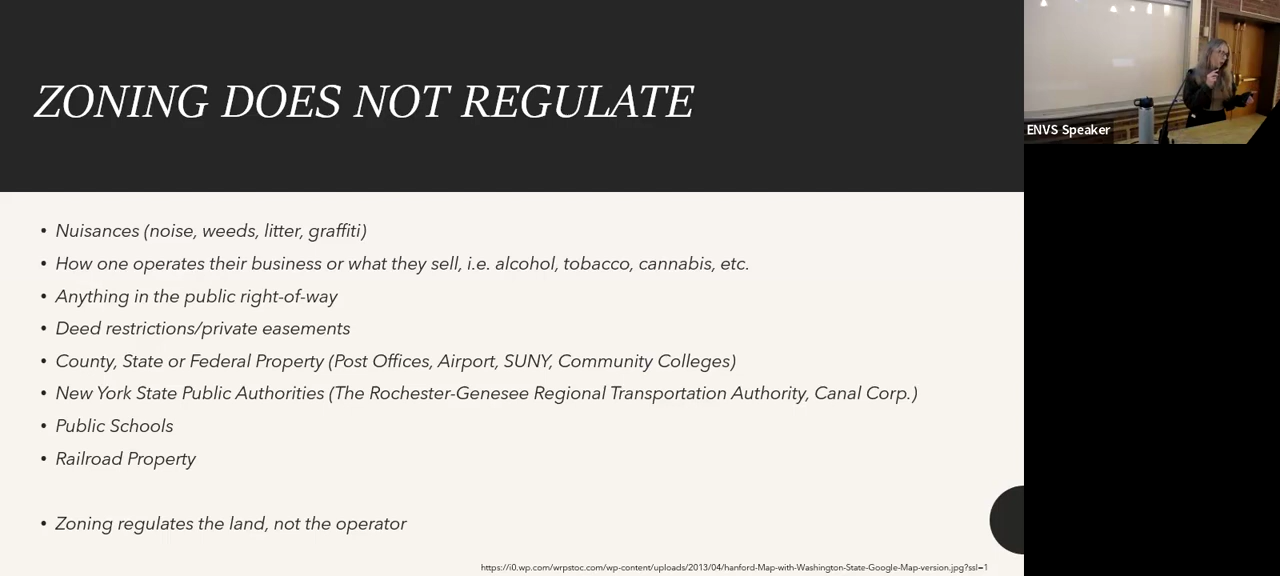 ZONING DOES NOT REGULATE
ENVS Speaker
• Nuisances (noise, weeds, litter, graffiti)
• How one operates their business or what they sell, i.e. alcohol, tobacco, cannabis, etc.
• Anything in the public right-of-way
• Deed restrictions/private easements
• County, State or Federal Property (Post Offices, Airport, SUNY, Community Colleges)
• New York State Public Authorities (The Rochester-Genesee Regional Transportation Authority, Canal Corp.)
• Public Schools
• Railroad Property
• Zoning regulates the land, not the operator
https://i0.wp.com/wrpstoc.com/wp-content/uploads/2013/04/hanford-Map-with-Washington-State-Google-Map-version.jpg?ssl=1